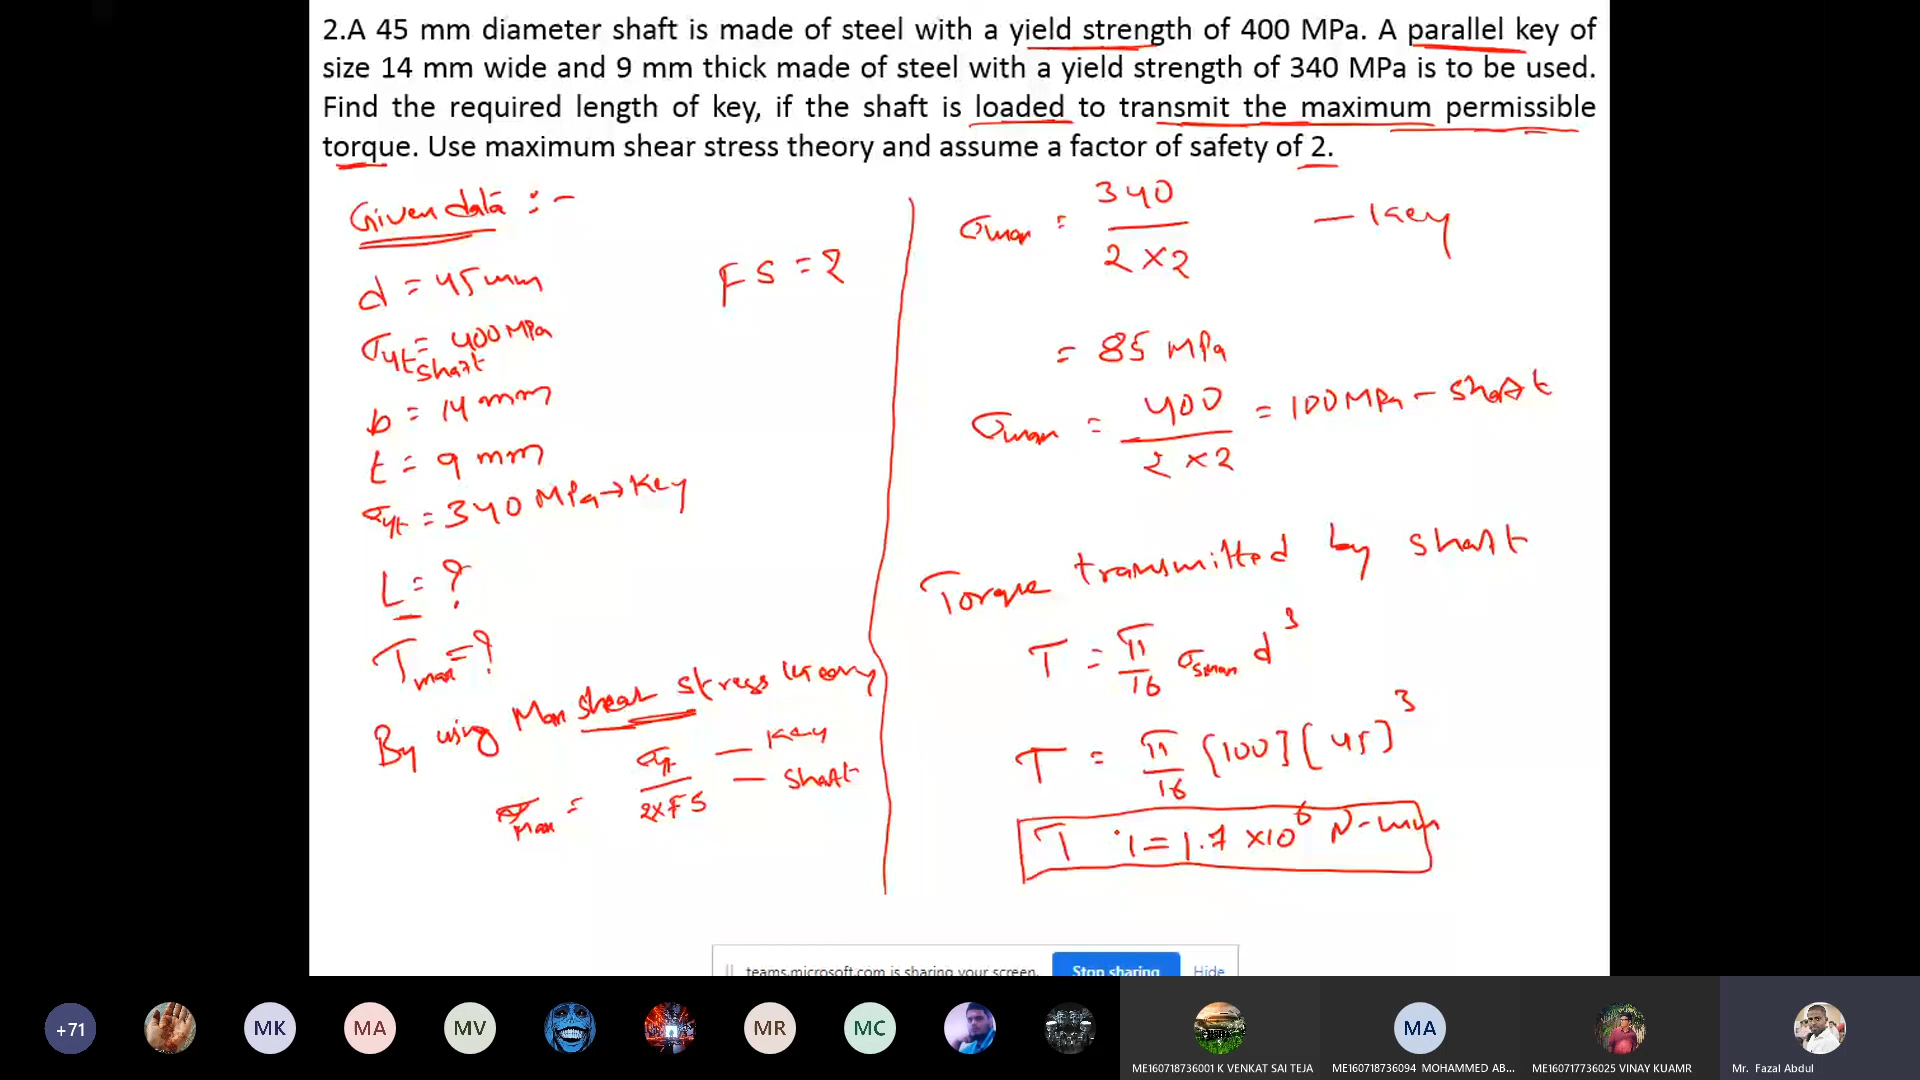 2.A 45 mm diameter shaft is made of steel with a yield strength of 400 MPa. A parallel key of
size 14 mm wide and 9 mm thick made of steel with a yield strength of 340 MPa is to be used.
Find the required length of key, if the shaft is loaded to transmit the maximum permissible
torque. Use maximum shear stress theory and assume a factor of safety of 2.
Given data :-
d = 45 mm
FS = 2
σyt = 400 MPa
shaft
b = 14 mm
t = 9 mm
σyt = 340 MPa → Key
L = ?
Tmax = ?
By using Max shear stress theory
σmax = σyt / 2×FS — Key — shaft
σmax = 340 / 2×2 — Key
= 85 MPa
σmax = 400 / 2×2 = 100 MPa - shaft
Torque transmitted by shaft
T = π/16 σsmax d³
T = π/16 [100] [45]³
T = 1.7 ×10⁶ N-mm
teams.microsoft.com is sharing your screen.
Stop sharing
Hide
+71
MK
MA
MV
MR
MC
MA
ME160718736001 K VENKAT SAI TEJA
ME160718736094 MOHAMMED AB...
ME160717736025 VINAY KUAMR
Mr. Fazal Abdul